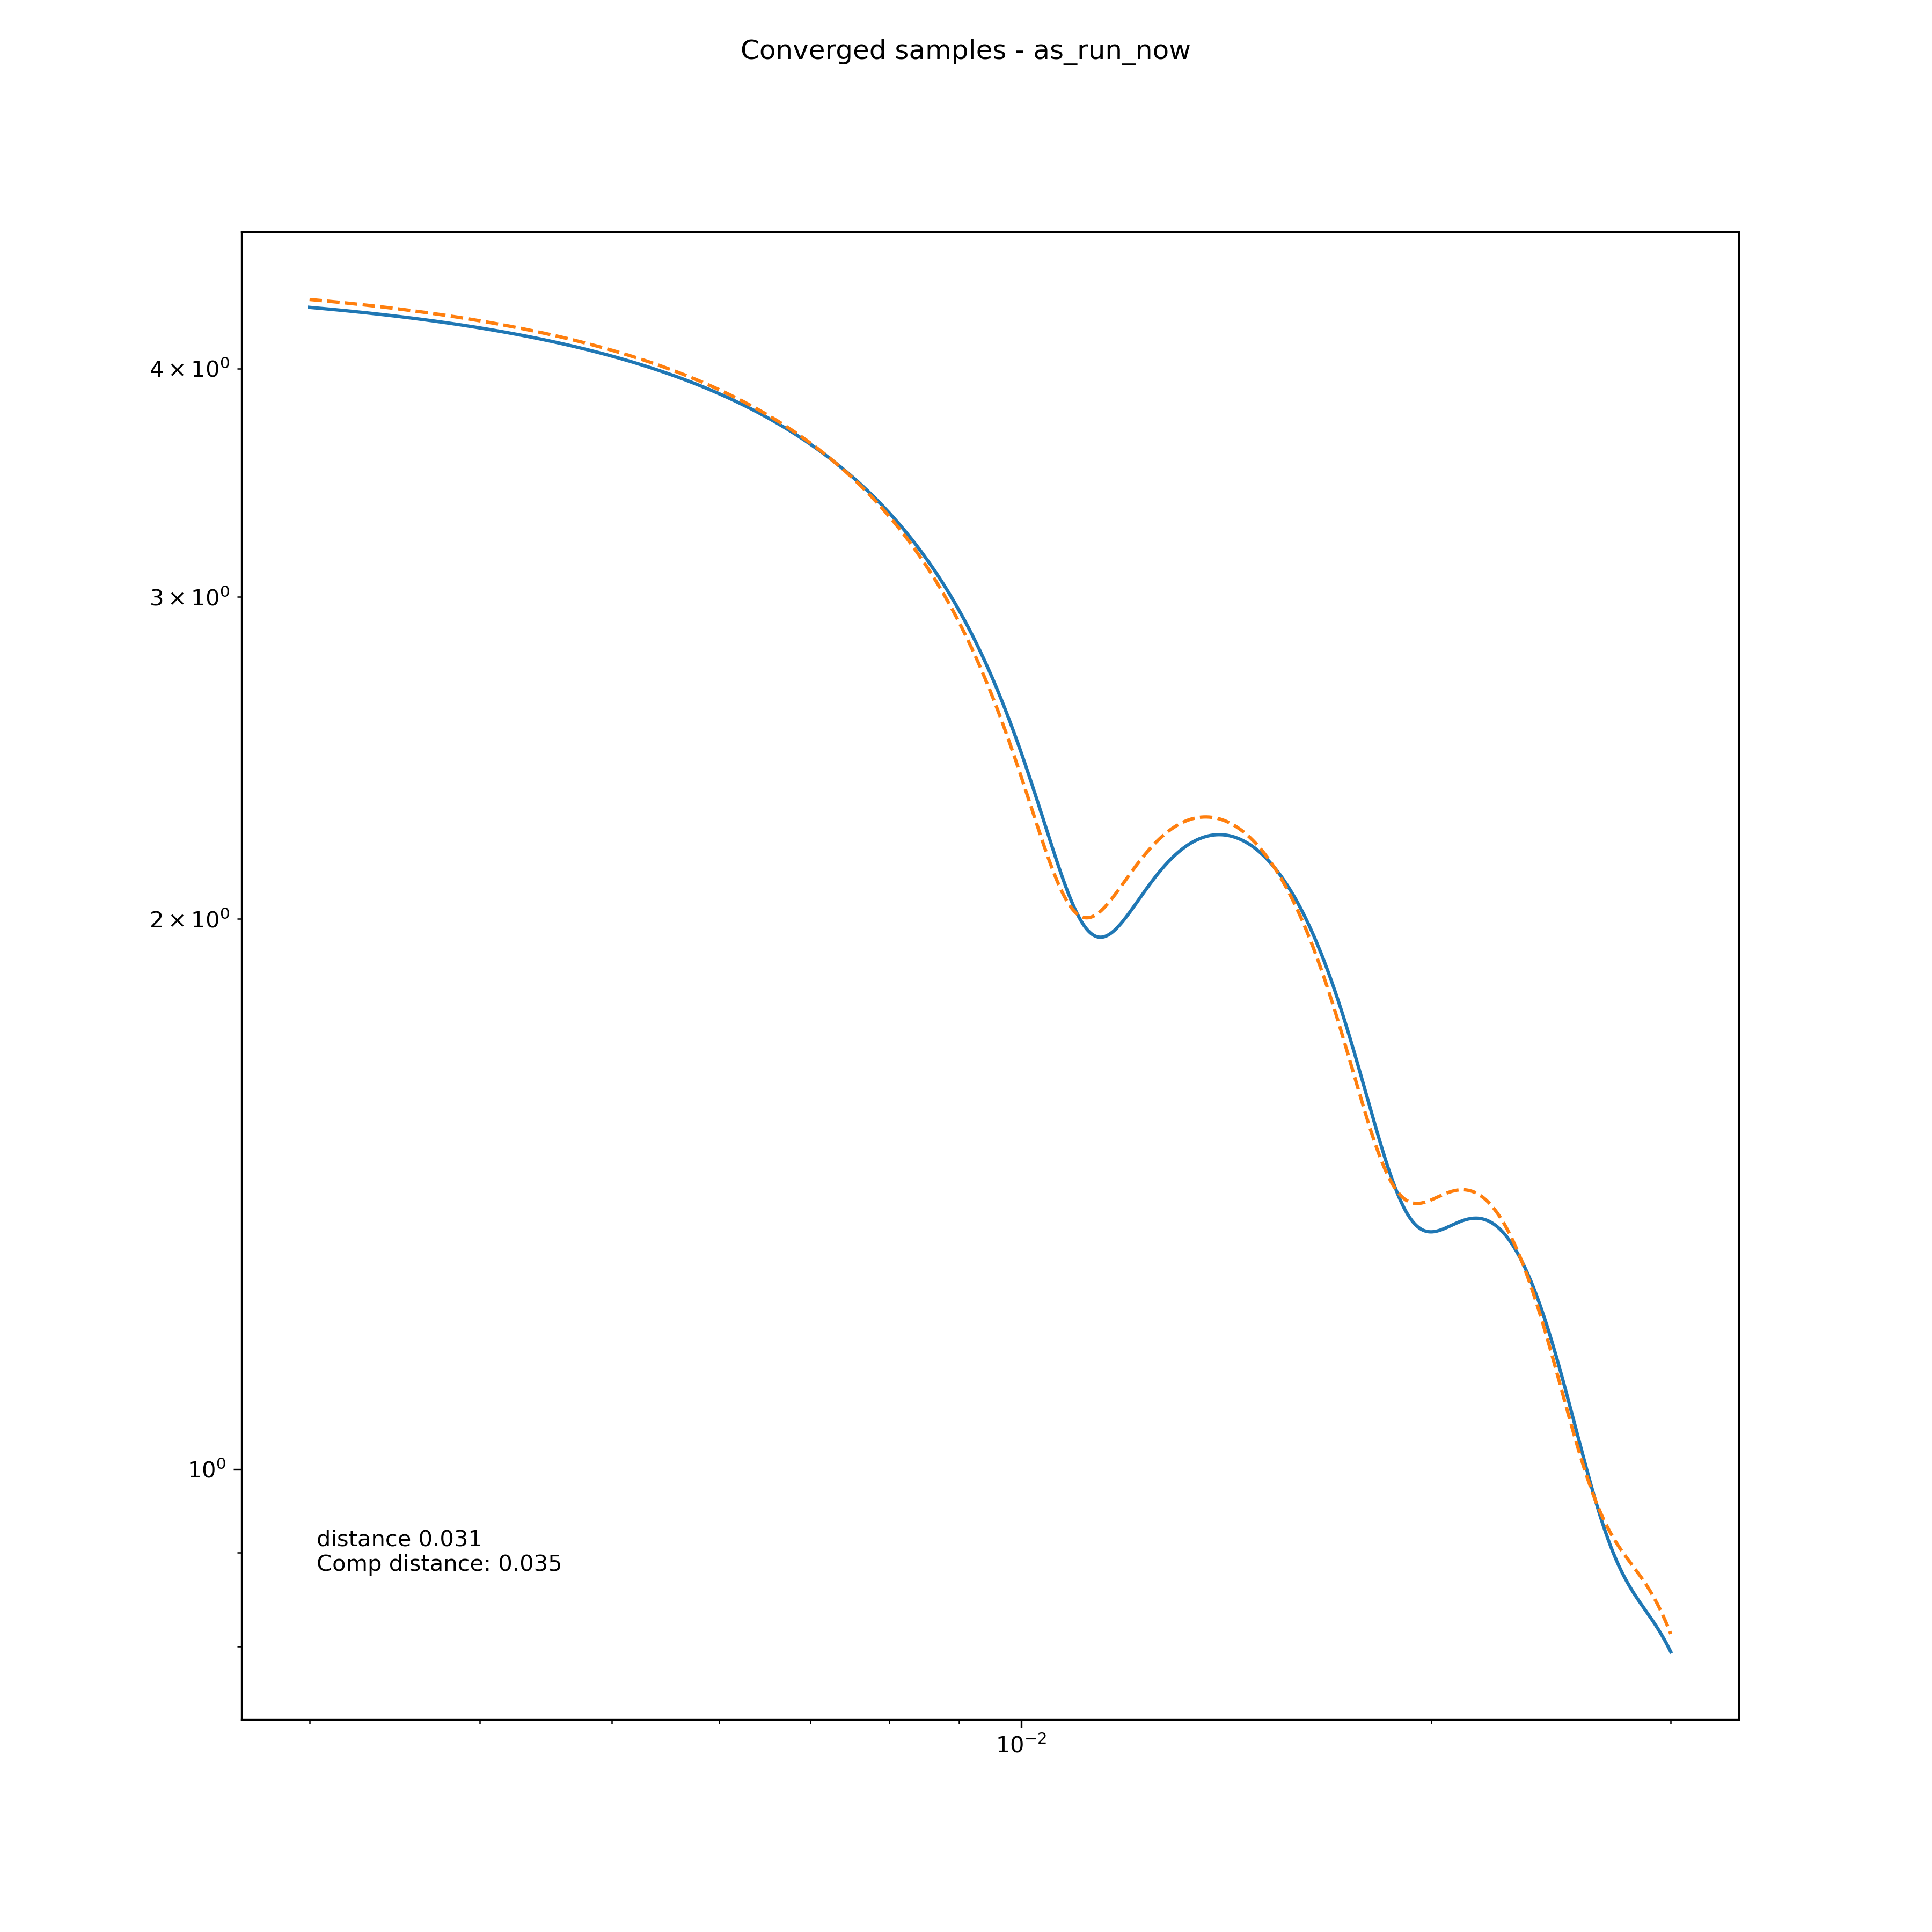 Converged samples - as_run_now
4 × 10⁰
3 × 10⁰
2 × 10⁰
10⁰
distance 0.031
Comp distance: 0.035
10⁻²